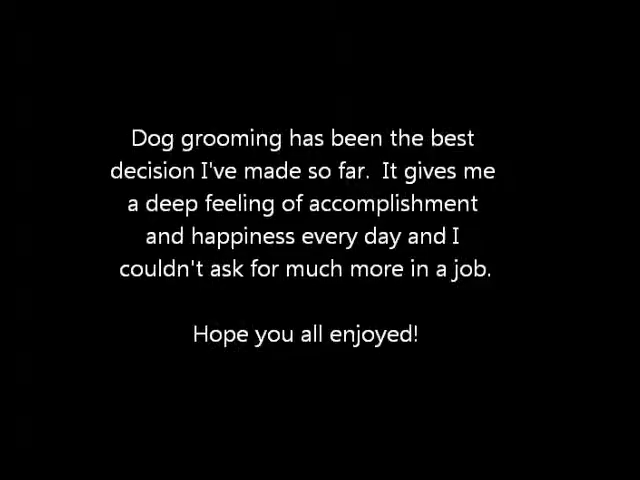 Dog grooming has been the best
decision I've made so far.  It gives me
a deep feeling of accomplishment
and happiness every day and I
couldn't ask for much more in a job.
Hope you all enjoyed!